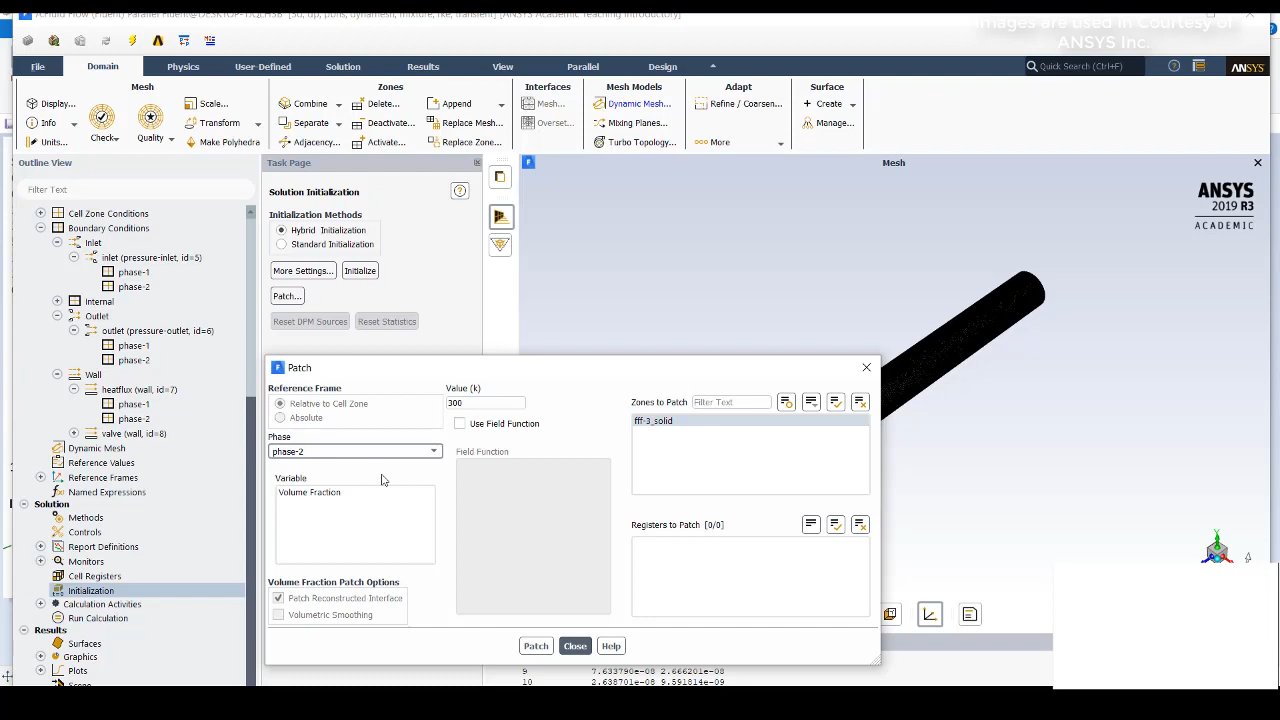 Images are used in Courtesy of
ANSYS Inc.
File
Domain
Physics
User-Defined
Solution
Results
View
Parallel
Design
Quick Search (Ctrl+F)
ANSYS
Mesh
Zones
Interfaces
Mesh Models
Adapt
Surface
Display...
Info
Units...
Check
Quality
Scale...
Transform
Make Polyhedra
Combine
Separate
Adjacency...
Delete...
Deactivate...
Activate...
Append
Replace Mesh...
Replace Zone...
Mesh...
Overset...
Dynamic Mesh...
Mixing Planes...
Turbo Topology...
Refine / Coarsen...
More
Create
Manage...
Outline View
Filter Text
Cell Zone Conditions
Boundary Conditions
Inlet
inlet (pressure-inlet, id=5)
phase-1
phase-2
Internal
Outlet
outlet (pressure-outlet, id=6)
phase-1
phase-2
Wall
heatflux (wall, id=7)
phase-1
phase-2
valve (wall, id=8)
Dynamic Mesh
Reference Values
Reference Frames
Named Expressions
Solution
Methods
Controls
Report Definitions
Monitors
Cell Registers
Initialization
Calculation Activities
Run Calculation
Results
Surfaces
Graphics
Plots
Task Page
Solution Initialization
Initialization Methods
Hybrid Initialization
Standard Initialization
More Settings...
Initialize
Patch...
Reset DPM Sources
Reset Statistics
Mesh
ANSYS
2019 R3
ACADEMIC
Patch
Reference Frame
Relative to Cell Zone
Absolute
Phase
phase-2
Variable
Volume Fraction
Volume Fraction Patch Options
Patch Reconstructed Interface
Volumetric Smoothing
Value (k)
300
Use Field Function
Field Function
Zones to Patch
Filter Text
fff-3_solid
Registers to Patch [0/0]
Patch
Close
Help
Y
9 7.633790e-08 2.666201e-08
10 2.638701e-08 9.591814e-09